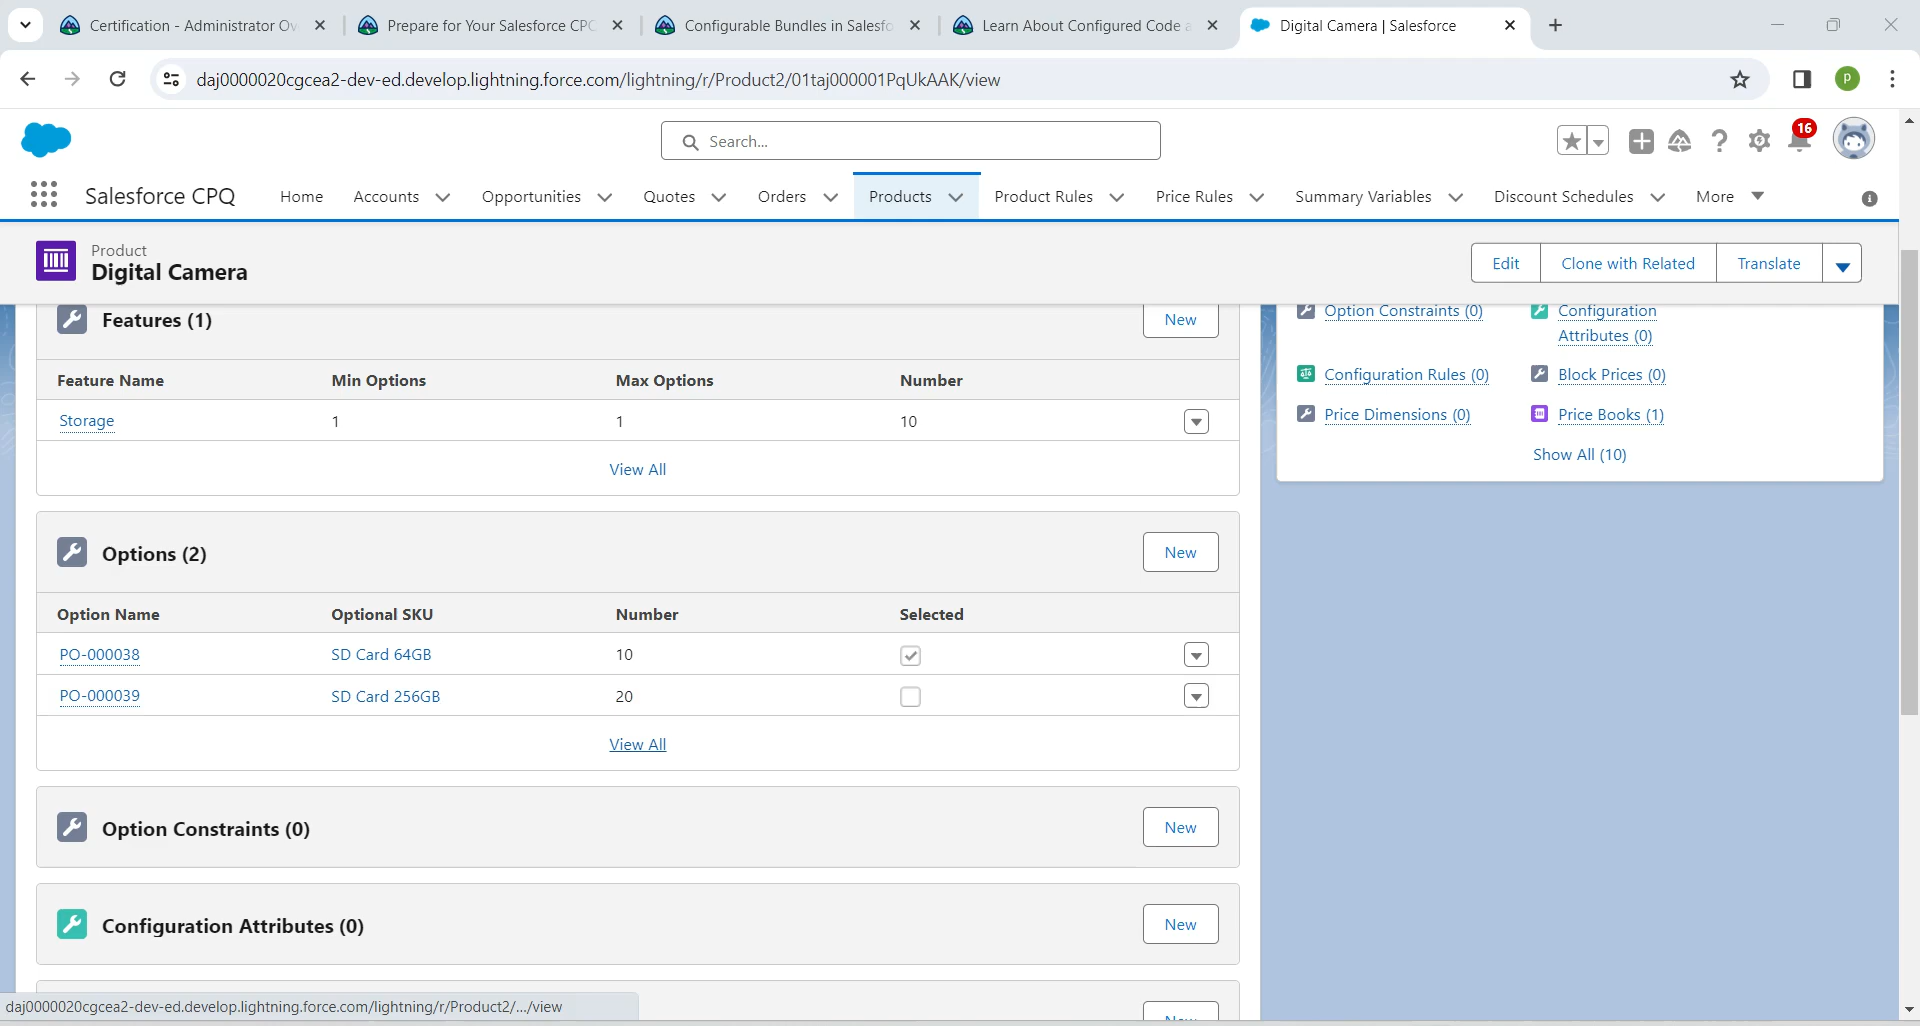 Certification - Administrator Ov
Prepare for Your Salesforce CPC
Configurable Bundles in Salesfo
Learn About Configured Code a
Digital Camera | Salesforce
daj0000020cgcea2-dev-ed.develop.lightning.force.com/lightning/r/Product2/01taj000001PqUkAAK/view
P
Search...
16
Salesforce CPQ
Home
Accounts
Opportunities
Quotes
Orders
Products
Product Rules
Price Rules
Summary Variables
Discount Schedules
More
Product
Digital Camera
Edit
Clone with Related
Translate
Features (1)
New
Feature Name Min Options Max Options Number
Storage 1 1 10
View All
Options (2)
New
Option Name Optional SKU Number Selected
PO-000038 SD Card 64GB 10
PO-000039 SD Card 256GB 20
View All
Option Constraints (0)
New
Configuration Attributes (0)
New
New
Option Constraints (0)
Configuration
Attributes (0)
Configuration Rules (0)
Block Prices (0)
Price Dimensions (0)
Price Books (1)
Show All (10)
daj0000020cgcea2-dev-ed.develop.lightning.force.com/lightning/r/Product2/.../view